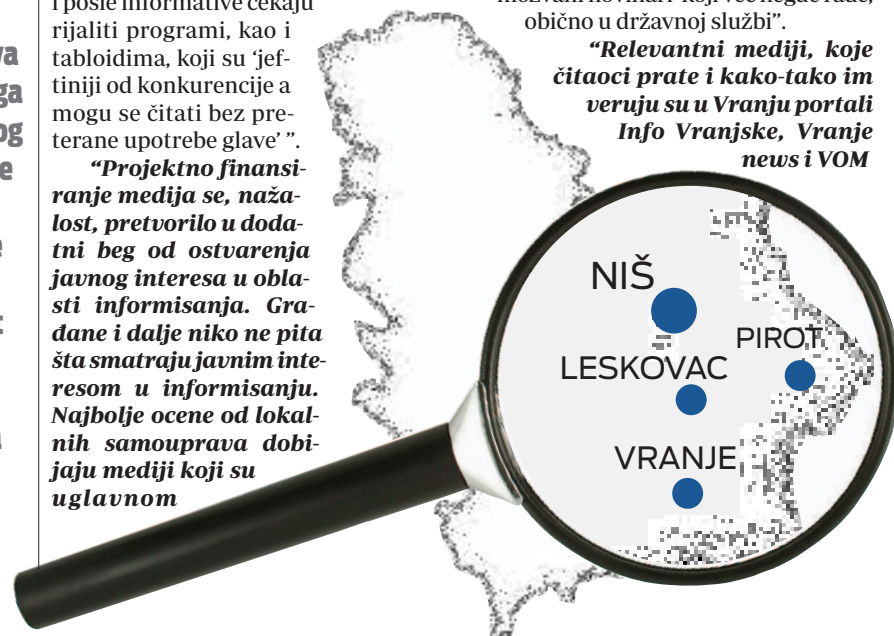 va
ga
og
e
e
i posle informative čekaju
rijaliti programi, kao i
tabloidima, koji su ‘jef-
tiniji od konkurencije a
mogu se čitati bez pre-
terane upotrebe glave’ ”.
“Projektno finansi-
ranje medija se, naža-
lost, pretvorilo u doda-
tni beg od ostvarenja
javnog interesa u obla-
sti informisanja. Gra-
đane i dalje niko ne pita
šta smatraju javnim inte-
resom u informisanju.
Najbolje ocene od lokal-
nih samouprava dobi-
jaju mediji koji su
uglavnom
obično u državnoj službi”.
“Relevantni mediji, koje
čitaoci prate i kako-tako im
veruju su u Vranju portali
Info Vranjske, Vranje
news i VOM
NIŠ
PIROT
LESKOVAC
VRANJE